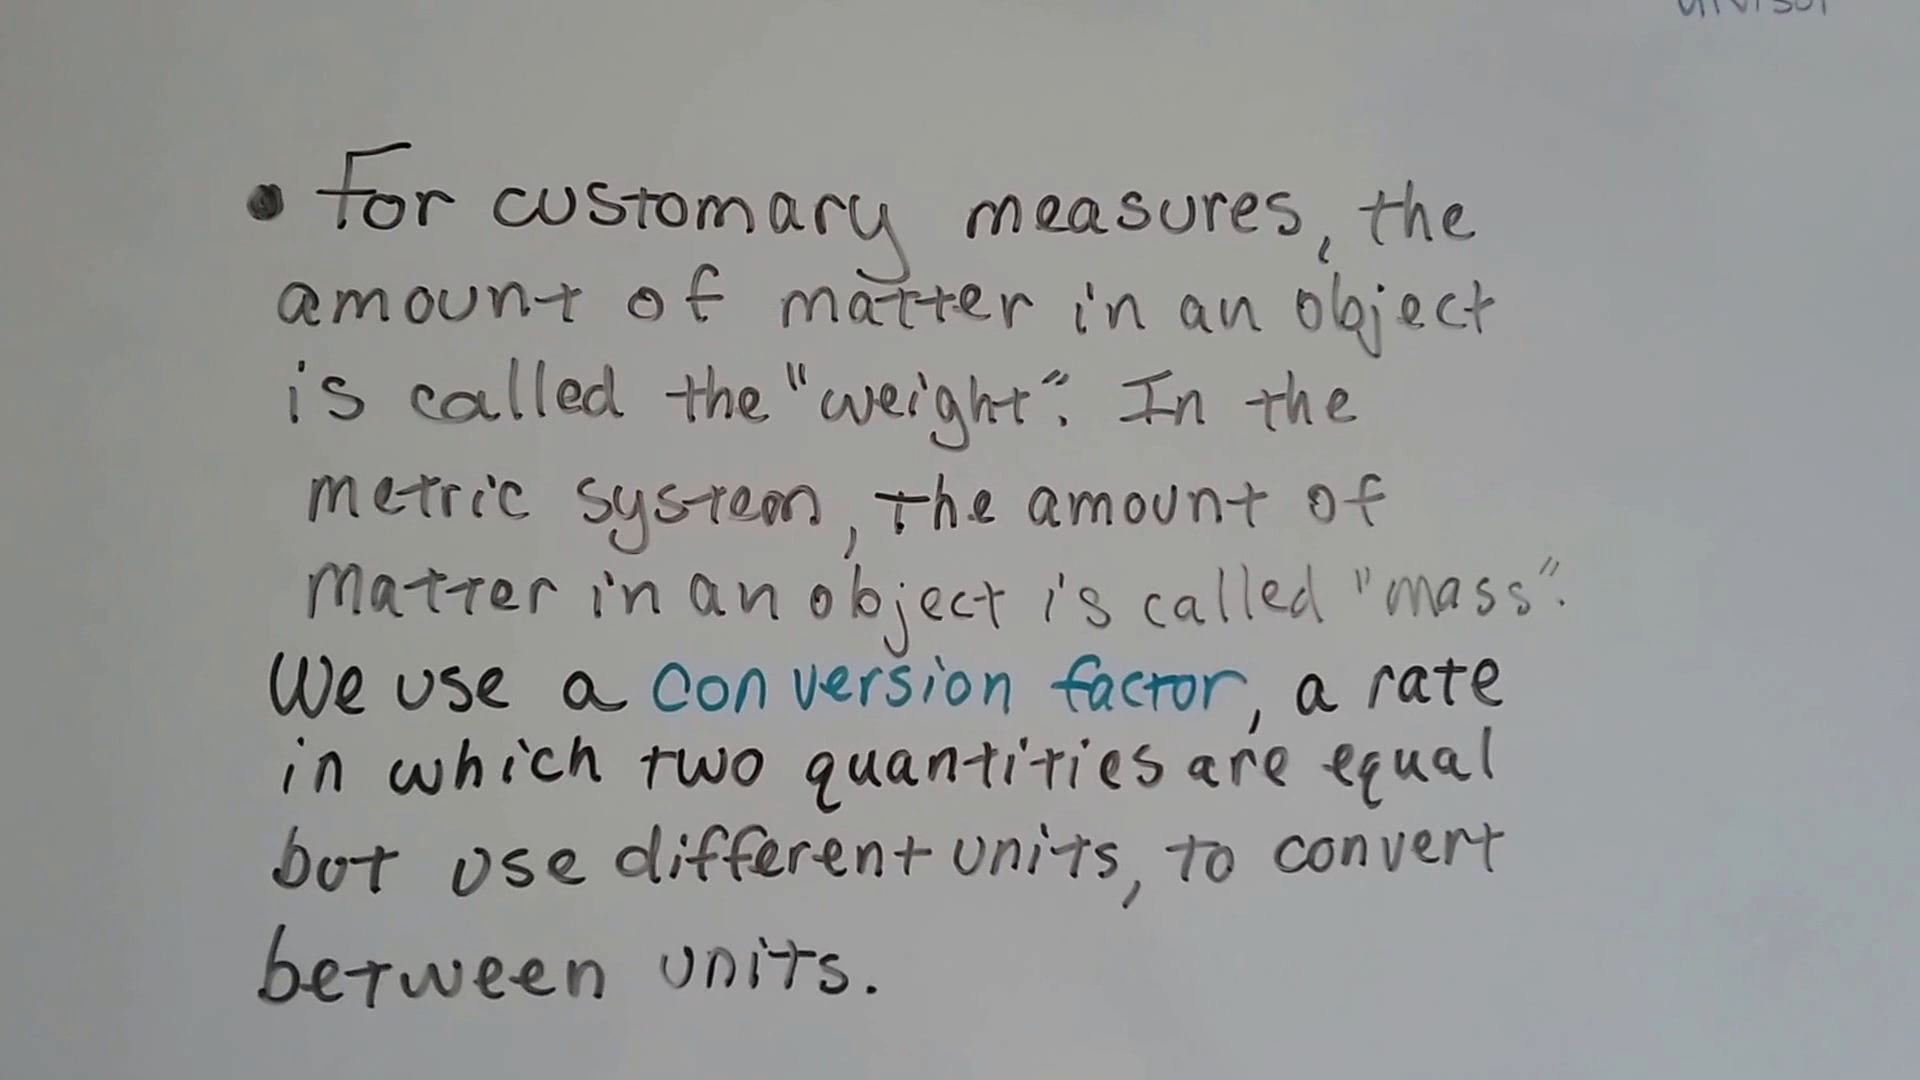 • For customary measures, the
amount of matter in an object
is called the "weight". In the
metric system, the amount of
matter in an object is called "mass".
We use a conversion factor, a rate
in which two quantities are equal
but use different units, to convert
between units.